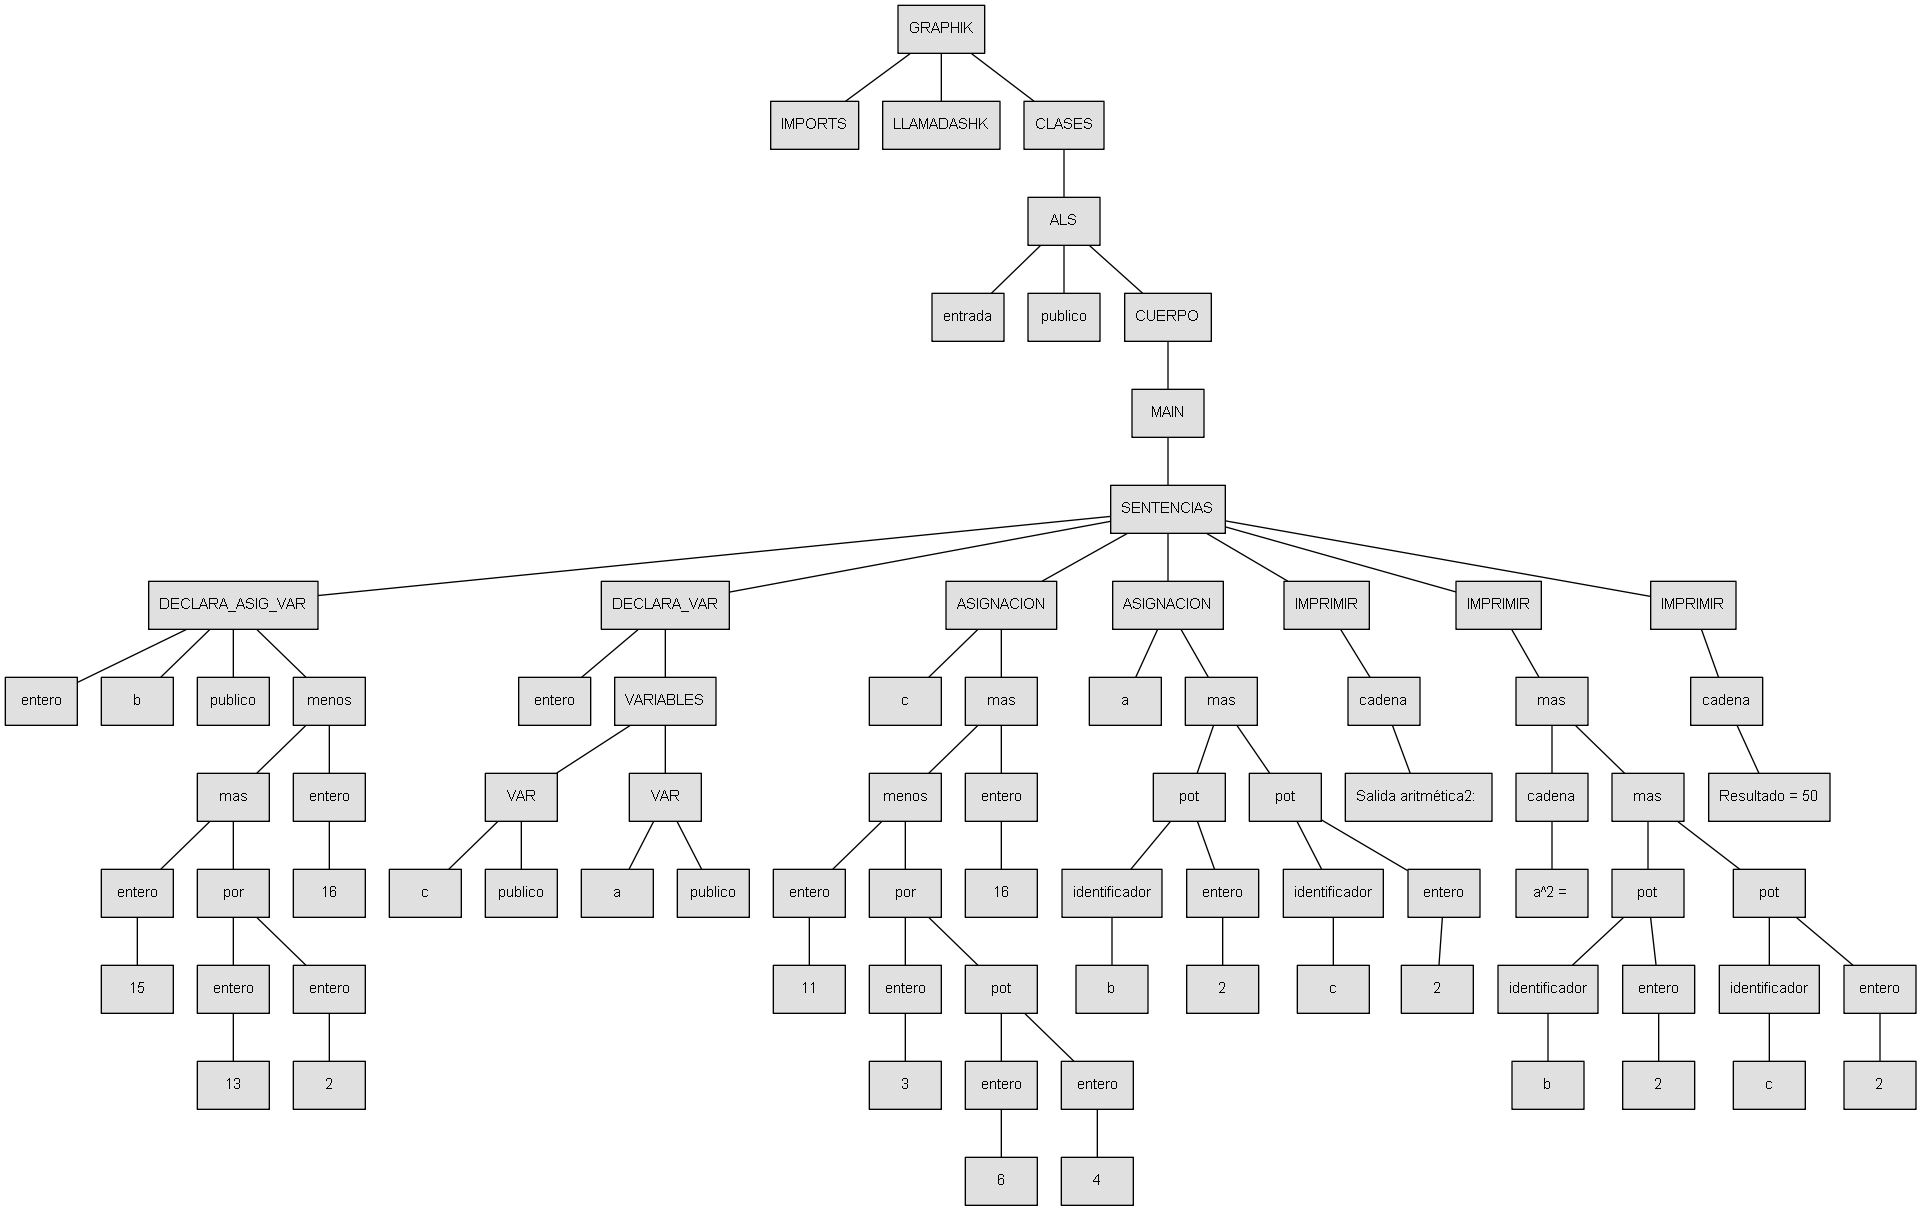 GRAPHIK
IMPORTS LLAMADASHK CLASES
ALS
entrada publico CUERPO
MAIN
SENTENCIAS
DECLARA_ASIG_VAR DECLARA_VAR ASIGNACION ASIGNACION IMPRIMIR IMPRIMIR IMPRIMIR
entero b publico menos entero VARIABLES c mas a mas cadena mas cadena
mas entero VAR VAR menos entero pot pot Salida aritmética2: cadena mas Resultado = 50
entero por 16 c publico a publico entero por 16 identificador entero identificador entero a^2 = pot pot
15 entero entero 11 entero pot b 2 c 2 identificador entero identificador entero
13 2 3 entero entero b 2 c 2
6 4